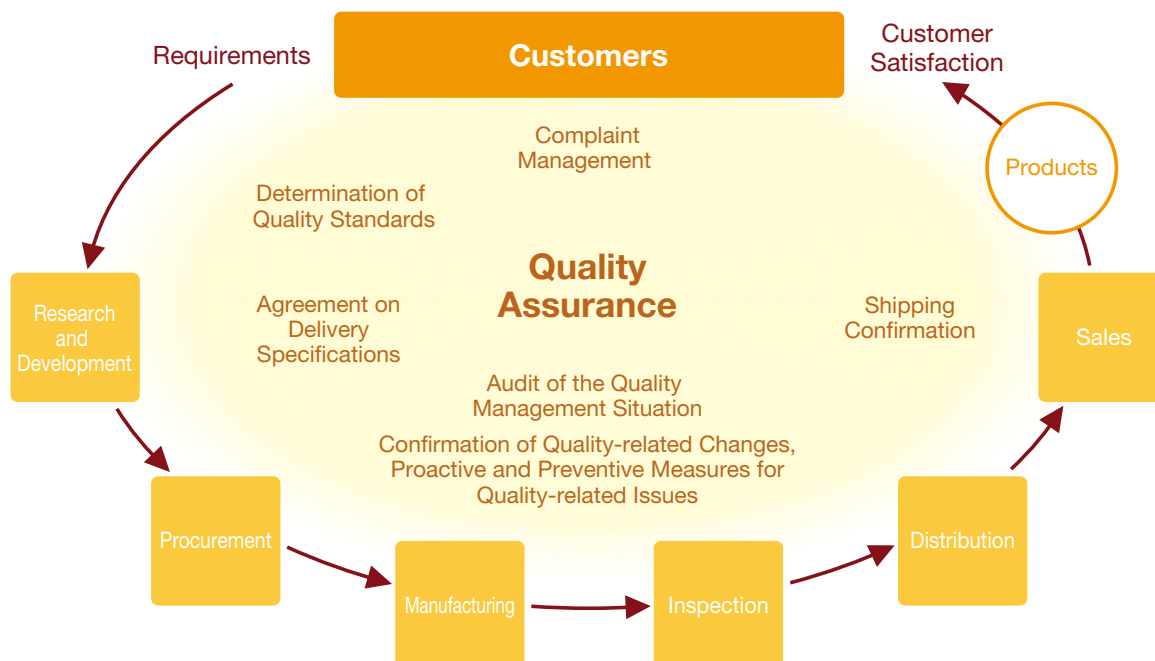 Customers
Requirements
Customer
Satisfaction
Products
Complaint
Management
Determination of
Quality Standards
Quality
Assurance
Agreement on
Delivery
Specifications
Shipping
Confirmation
Audit of the Quality
Management Situation
Confirmation of Quality-related Changes,
Proactive and Preventive Measures for
Quality-related Issues
Research
and
Development
Procurement
Manufacturing
Inspection
Distribution
Sales